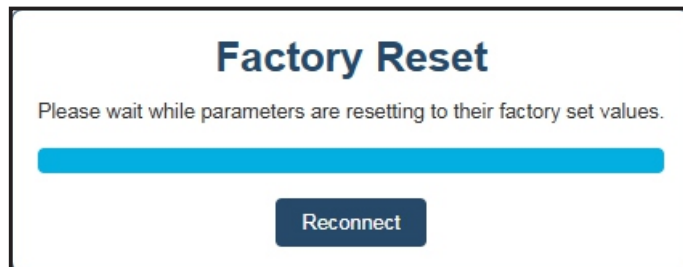 Factory Reset
Please wait while parameters are resetting to their factory set values.
Reconnect